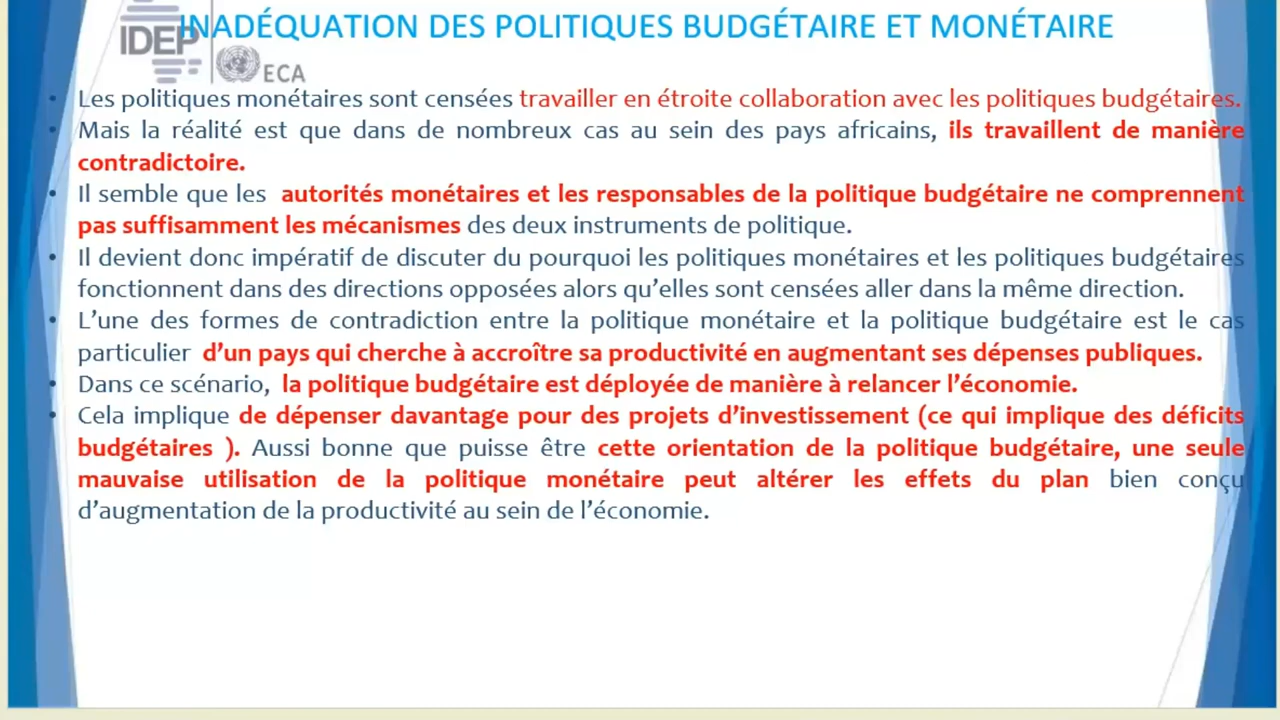 INADÉQUATION DES POLITIQUES BUDGÉTAIRE ET MONÉTAIRE
IDEP
ECA
• Les politiques monétaires sont censées travailler en étroite collaboration avec les politiques budgétaires.
• Mais la réalité est que dans de nombreux cas au sein des pays africains, ils travaillent de manière
contradictoire.
• Il semble que les autorités monétaires et les responsables de la politique budgétaire ne comprennent
pas suffisamment les mécanismes des deux instruments de politique.
• Il devient donc impératif de discuter du pourquoi les politiques monétaires et les politiques budgétaires
fonctionnent dans des directions opposées alors qu’elles sont censées aller dans la même direction.
• L’une des formes de contradiction entre la politique monétaire et la politique budgétaire est le cas
particulier d’un pays qui cherche à accroître sa productivité en augmentant ses dépenses publiques.
• Dans ce scénario, la politique budgétaire est déployée de manière à relancer l’économie.
• Cela implique de dépenser davantage pour des projets d’investissement (ce qui implique des déficits
budgétaires ). Aussi bonne que puisse être cette orientation de la politique budgétaire, une seule
mauvaise utilisation de la politique monétaire peut altérer les effets du plan bien conçu
d’augmentation de la productivité au sein de l’économie.